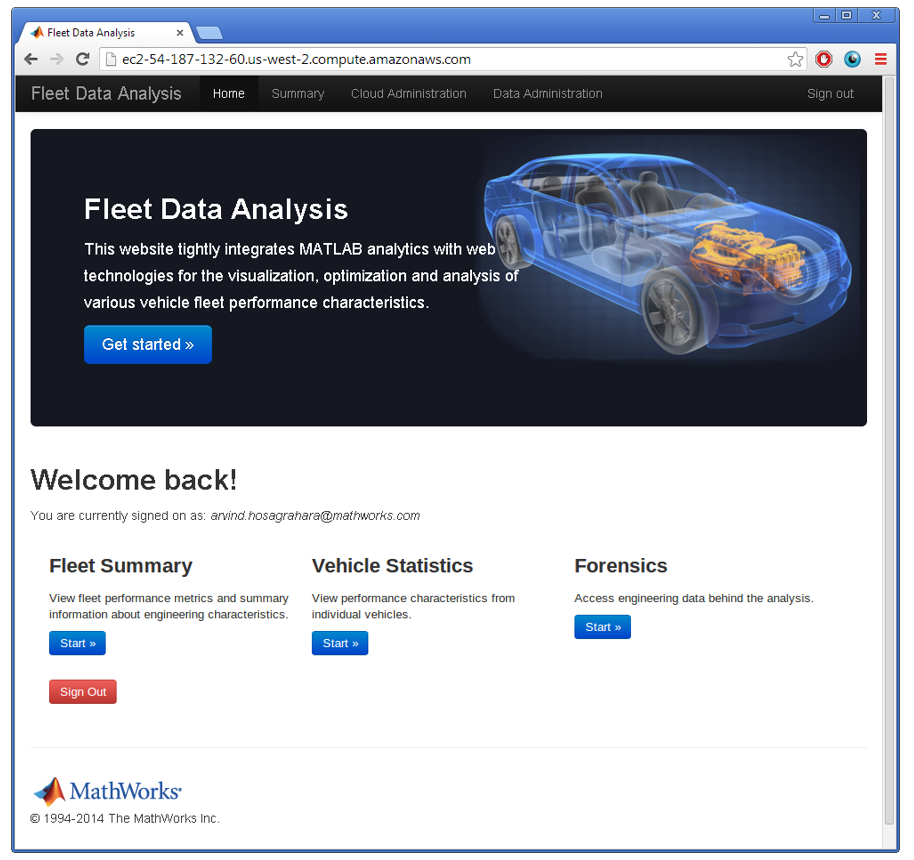 Fleet Data Analysis
ec2-54-187-132-60.us-west-2.compute.amazonaws.com
Fleet Data Analysis Home Summary Cloud Administration Data Administration Sign out
Fleet Data Analysis
This website tightly integrates MATLAB analytics with web
technologies for the visualization, optimization and analysis of
various vehicle fleet performance characteristics.
Get started »
Welcome back!
You are currently signed on as: arvind.hosagrahara@mathworks.com
Fleet Summary
View fleet performance metrics and summary
information about engineering characteristics.
Start »
Vehicle Statistics
View performance characteristics from
individual vehicles.
Start »
Forensics
Access engineering data behind the analysis.
Start »
Sign Out
MathWorks
© 1994-2014 The MathWorks Inc.